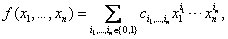 f(x_1, ..., x_n) = \sum_{i_1,...,i_n \in \{0,1\}} c_{i_1,...,i_n} x_1^{i_1} \cdots x_n^{i_n},